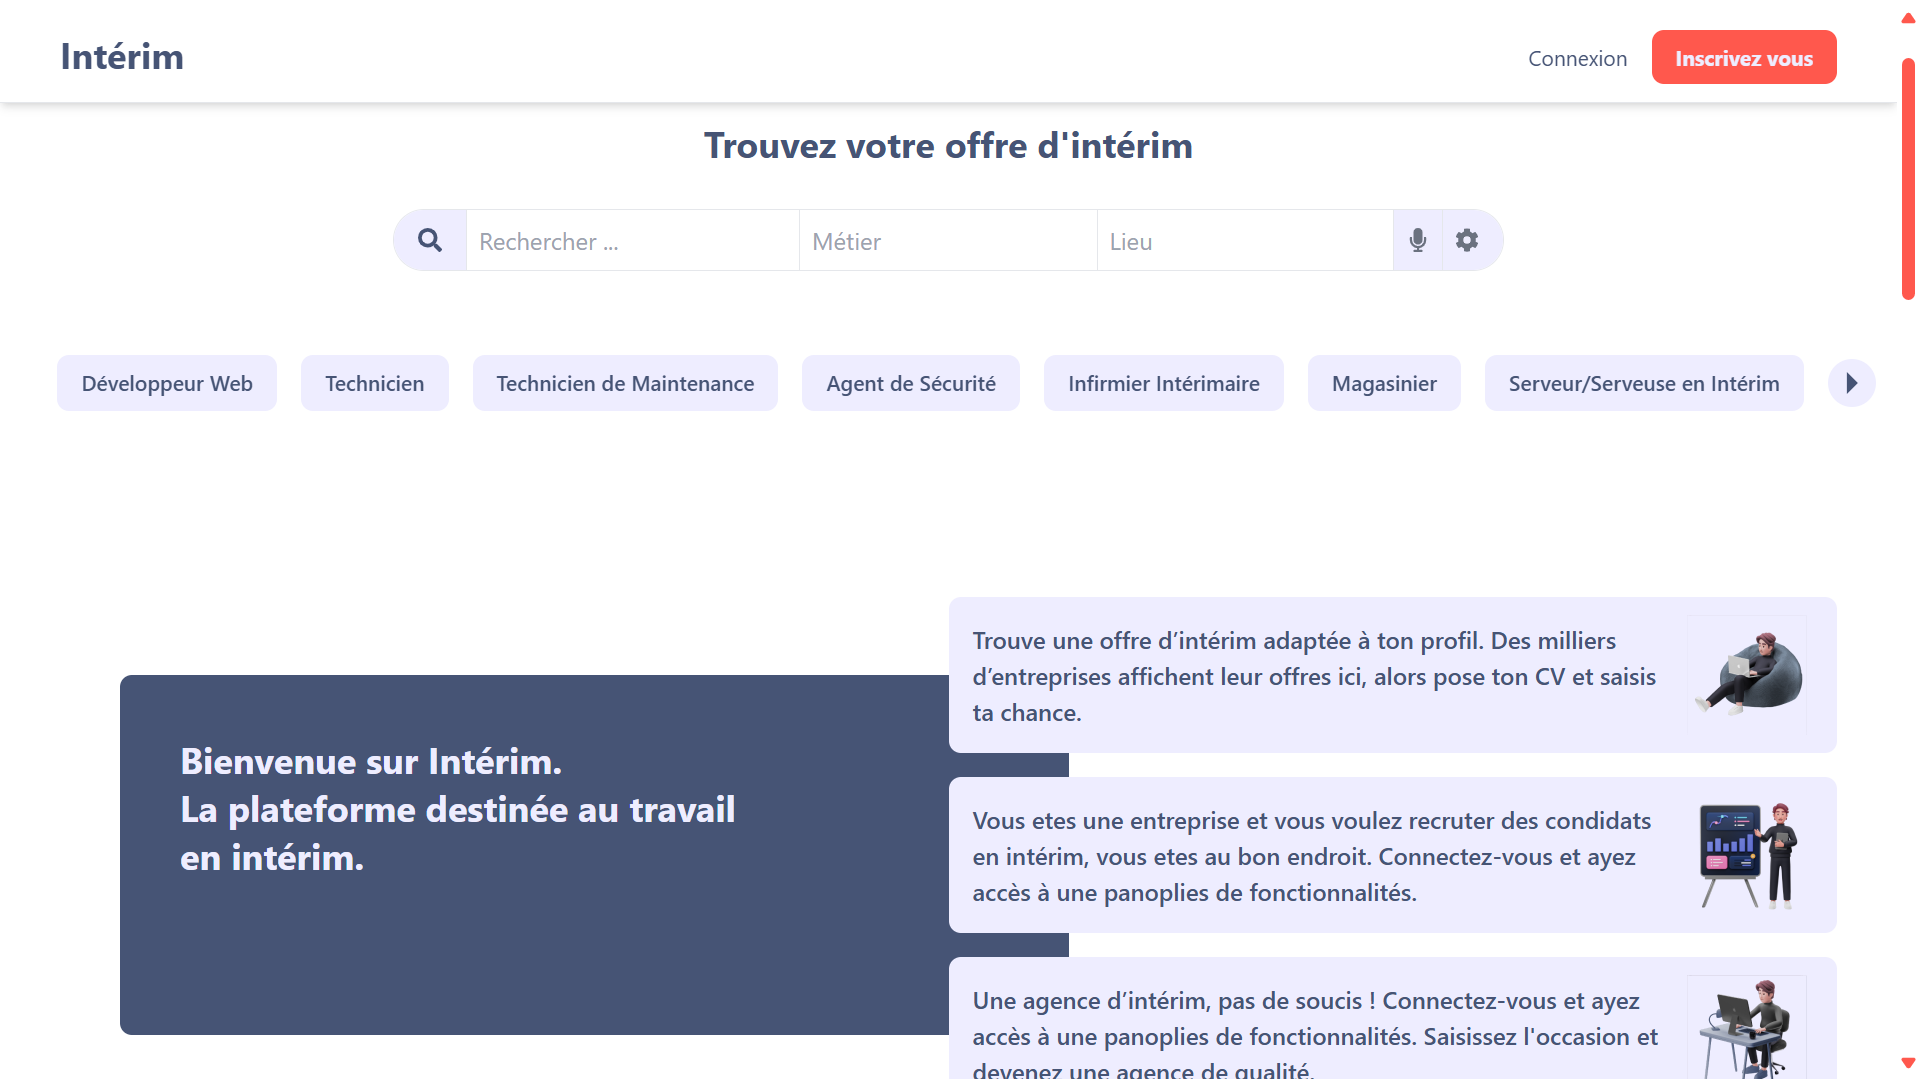 Intérim
Connexion
Inscrivez vous
Trouvez votre offre d'intérim
Rechercher ...
Métier
Lieu
Développeur Web
Technicien
Technicien de Maintenance
Agent de Sécurité
Infirmier Intérimaire
Magasinier
Serveur/Serveuse en Intérim
Bienvenue sur Intérim.
La plateforme destinée au travail
en intérim.
Trouve une offre d’intérim adaptée à ton profil. Des milliers
d’entreprises affichent leur offres ici, alors pose ton CV et saisis
ta chance.
Vous etes une entreprise et vous voulez recruter des condidats
en intérim, vous etes au bon endroit. Connectez-vous et ayez
accès à une panoplies de fonctionnalités.
Une agence d’intérim, pas de soucis ! Connectez-vous et ayez
accès à une panoplies de fonctionnalités. Saisissez l'occasion et
devenez une agence de qualité.